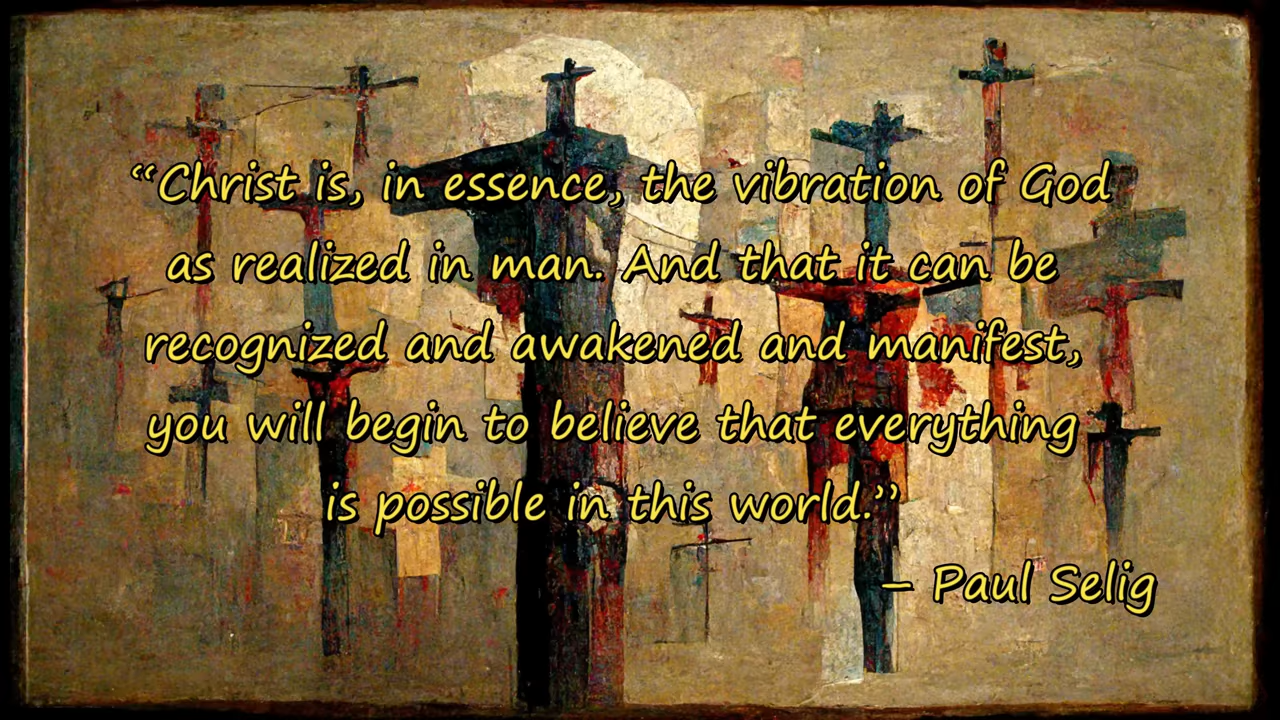 “Christ is, in essence, the vibration of God
as realized in man. And that it can be
recognized and awakened and manifest,
you will begin to believe that everything
is possible in this world.”
– Paul Selig